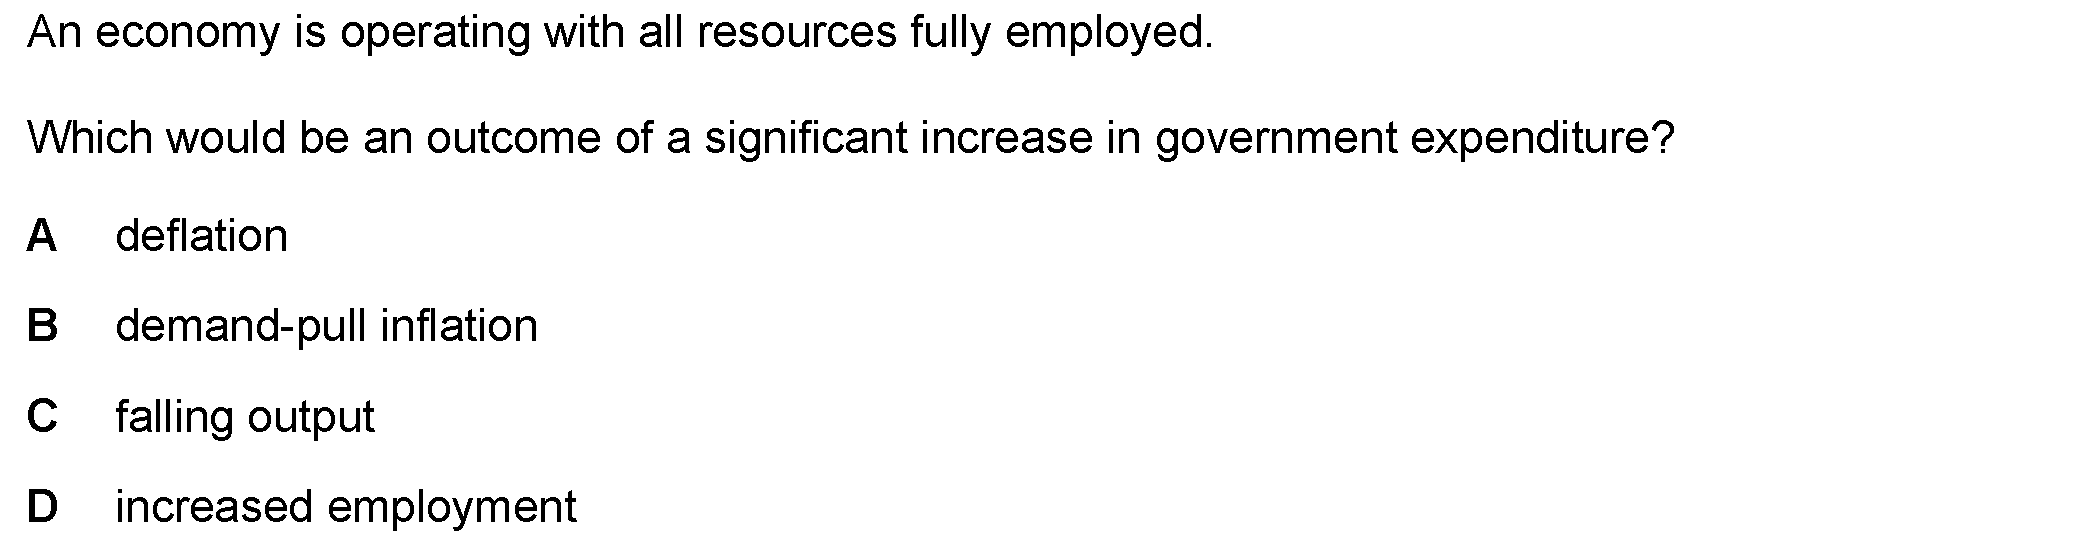 An economy is operating with all resources fully employed.
Which would be an outcome of a significant increase in government expenditure?
A deflation
B demand-pull inflation
C falling output
D increased employment